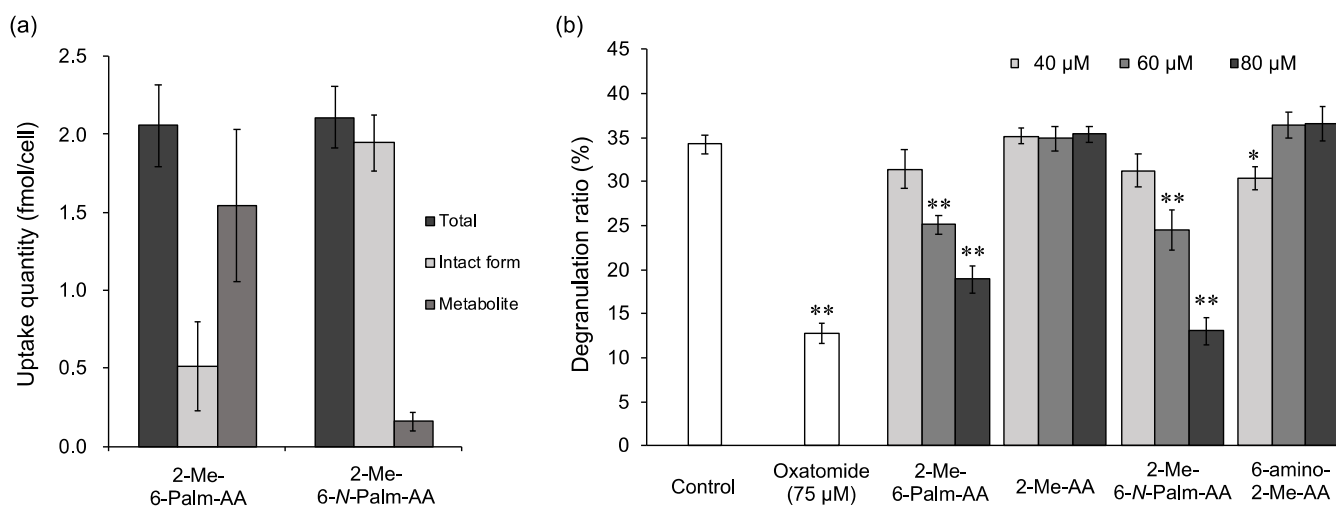 (a)
Uptake quantity (fmol/cell)
2.5
2.0
1.5
1.0
0.5
0.0
Total
Intact form
Metabolite
2-Me-
6-Palm-AA
2-Me-
6-N-Palm-AA
(b)
Degranulation ratio (%)
45
40
35
30
25
20
15
10
5
0
40 μM
60 μM
80 μM
**
**
**
**
**
*
Control
Oxatomide
(75 μM)
2-Me-
6-Palm-AA
2-Me-AA
2-Me-
6-N-Palm-AA
6-amino-
2-Me-AA